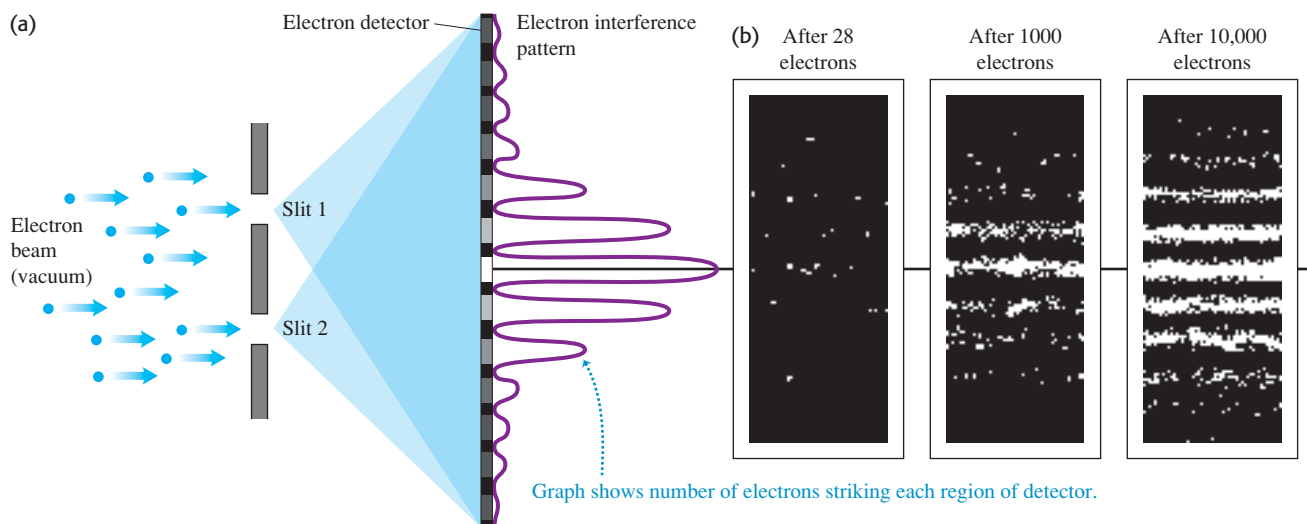 (a)
Electron detector
Electron interference
pattern
Slit 1
Electron
beam
(vacuum)
Slit 2
Graph shows number of electrons striking each region of detector.
(b)
After 28
electrons
After 1000
electrons
After 10,000
electrons